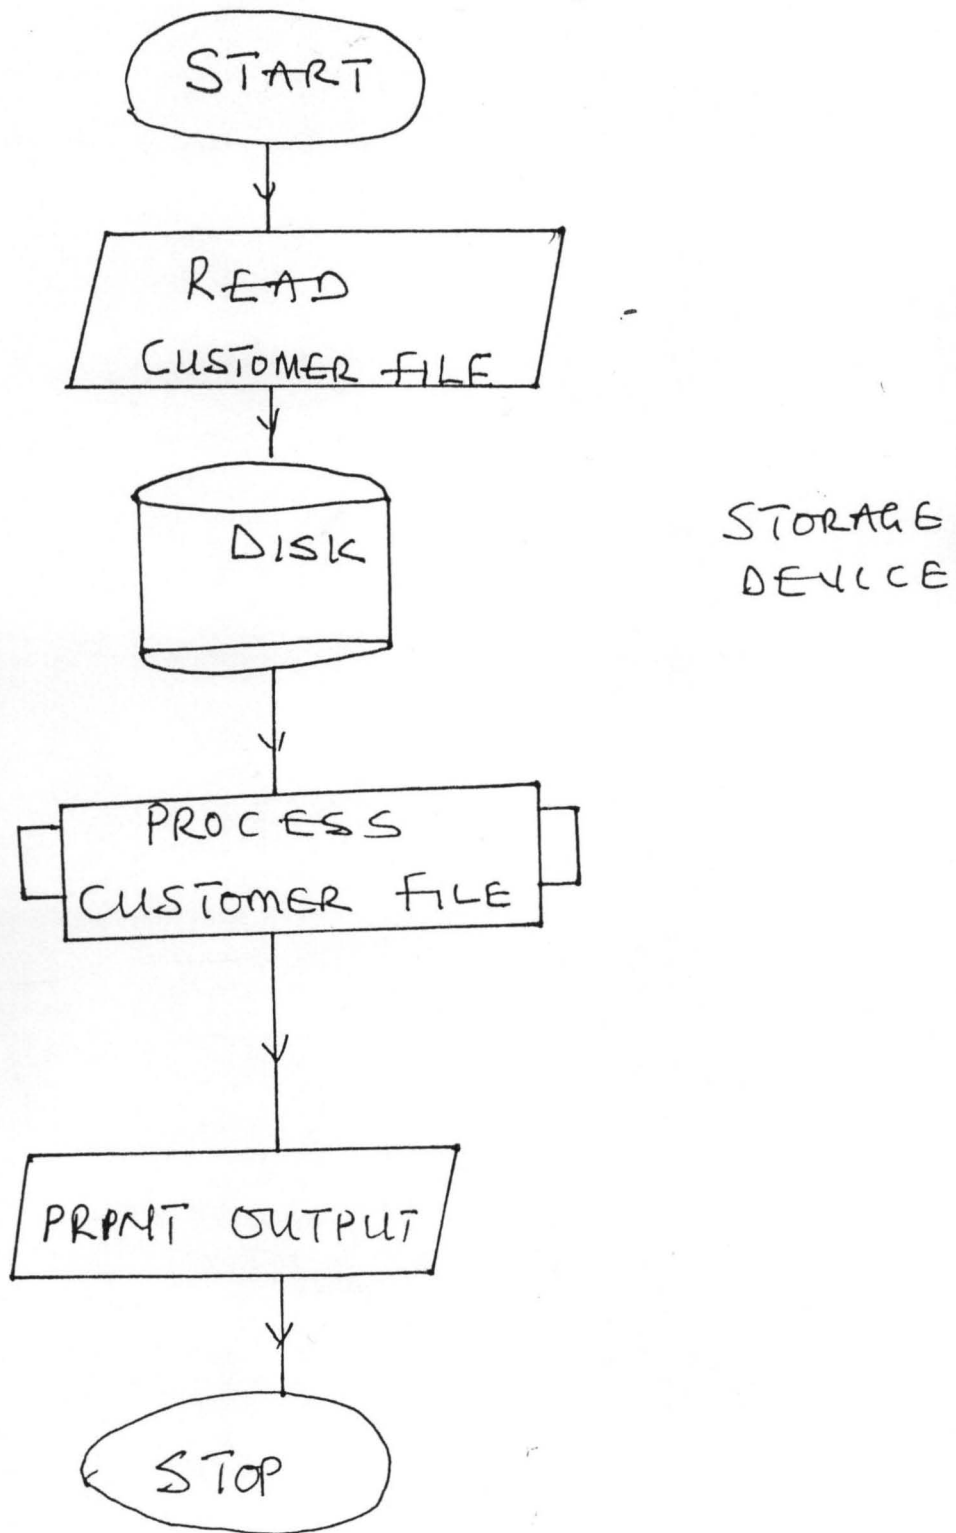 START
READ
CUSTOMER FILE
DISK
STORAGE
DEVICE
PROCESS
CUSTOMER FILE
PRINT OUTPUT
STOP